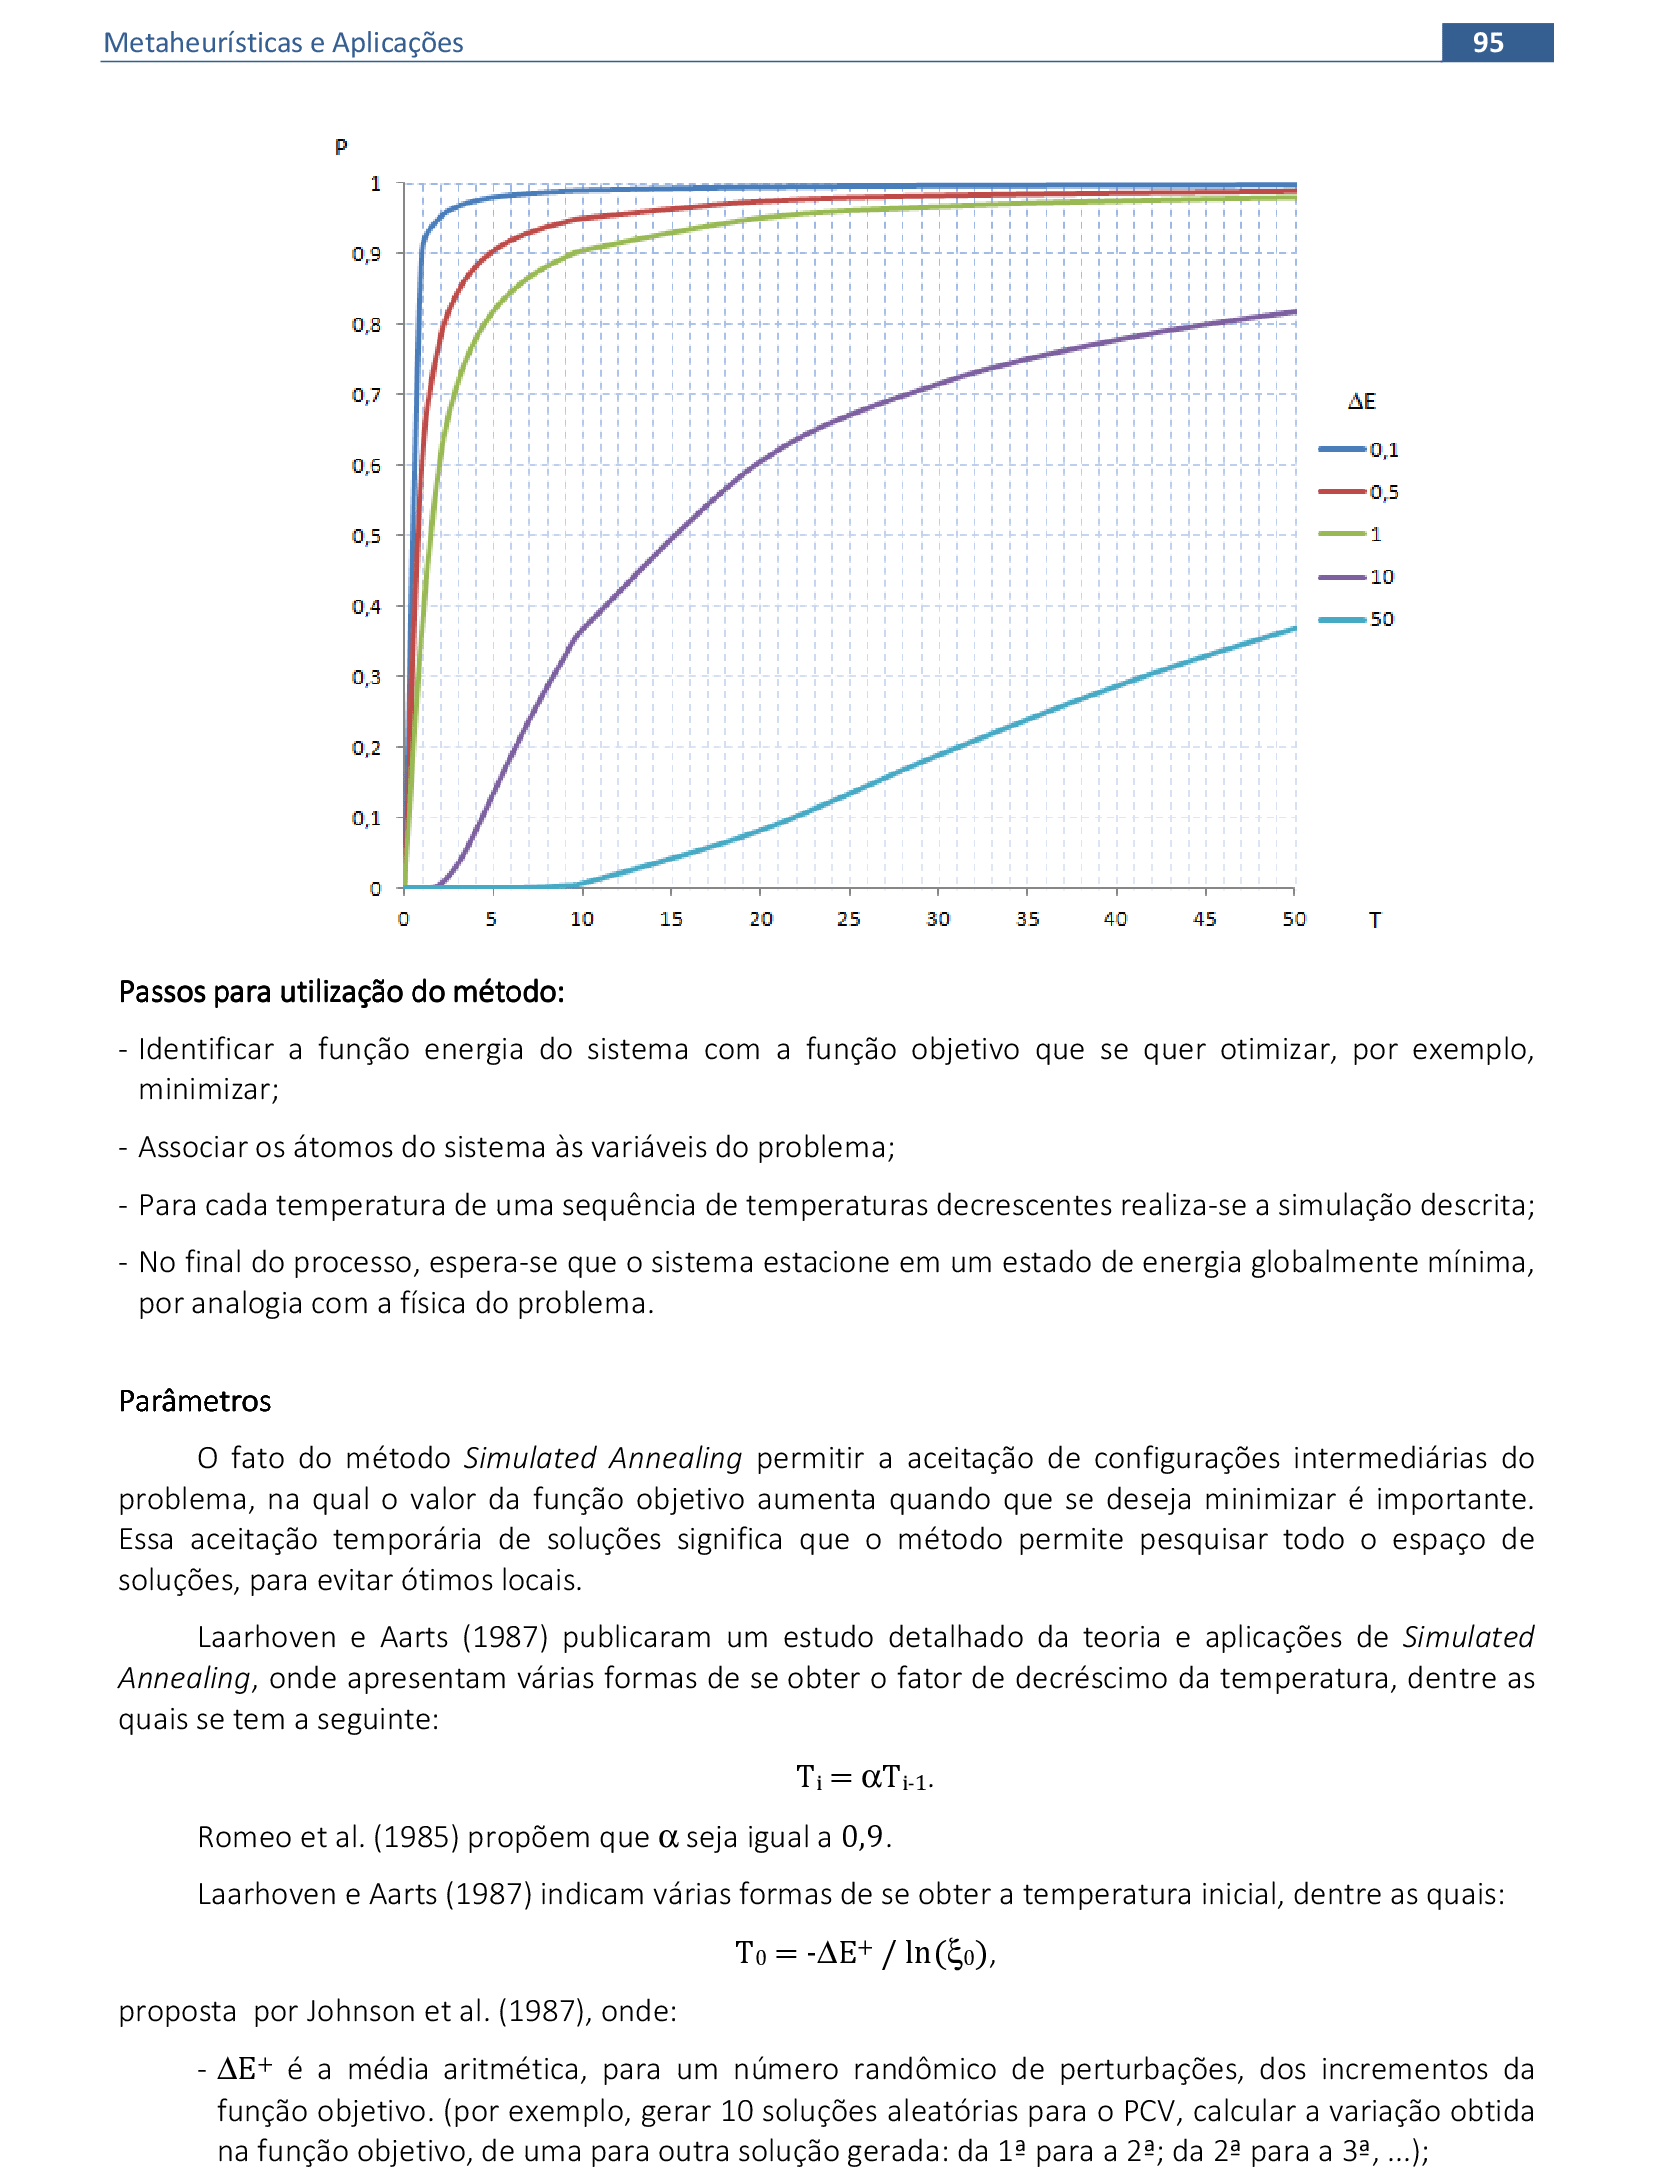 Metaheurísticas e Aplicações
95
P
1
0,9
0,8
0,7
0,6
0,5
0,4
0,3
0,2
0,1
0
0 5 10 15 20 25 30 35 40 45 50 T
ΔE
0,1
0,5
1
10
50
Passos para utilização do método:
- Identificar a função energia do sistema com a função objetivo que se quer otimizar, por exemplo,
minimizar;
- Associar os átomos do sistema às variáveis do problema;
- Para cada temperatura de uma sequência de temperaturas decrescentes realiza-se a simulação descrita;
- No final do processo, espera-se que o sistema estacione em um estado de energia globalmente mínima,
por analogia com a física do problema.
Parâmetros
O fato do método Simulated Annealing permitir a aceitação de configurações intermediárias do
problema, na qual o valor da função objetivo aumenta quando que se deseja minimizar é importante.
Essa aceitação temporária de soluções significa que o método permite pesquisar todo o espaço de
soluções, para evitar ótimos locais.
Laarhoven e Aarts (1987) publicaram um estudo detalhado da teoria e aplicações de Simulated
Annealing, onde apresentam várias formas de se obter o fator de decréscimo da temperatura, dentre as
quais se tem a seguinte:
Tᵢ = αTᵢ₋₁.
Romeo et al. (1985) propõem que α seja igual a 0,9.
Laarhoven e Aarts (1987) indicam várias formas de se obter a temperatura inicial, dentre as quais:
T₀ = -ΔE⁺ / ln(ξ₀),
proposta por Johnson et al. (1987), onde:
- ΔE⁺ é a média aritmética, para um número randômico de perturbações, dos incrementos da
função objetivo. (por exemplo, gerar 10 soluções aleatórias para o PCV, calcular a variação obtida
na função objetivo, de uma para outra solução gerada: da 1ª para a 2ª; da 2ª para a 3ª, ...);